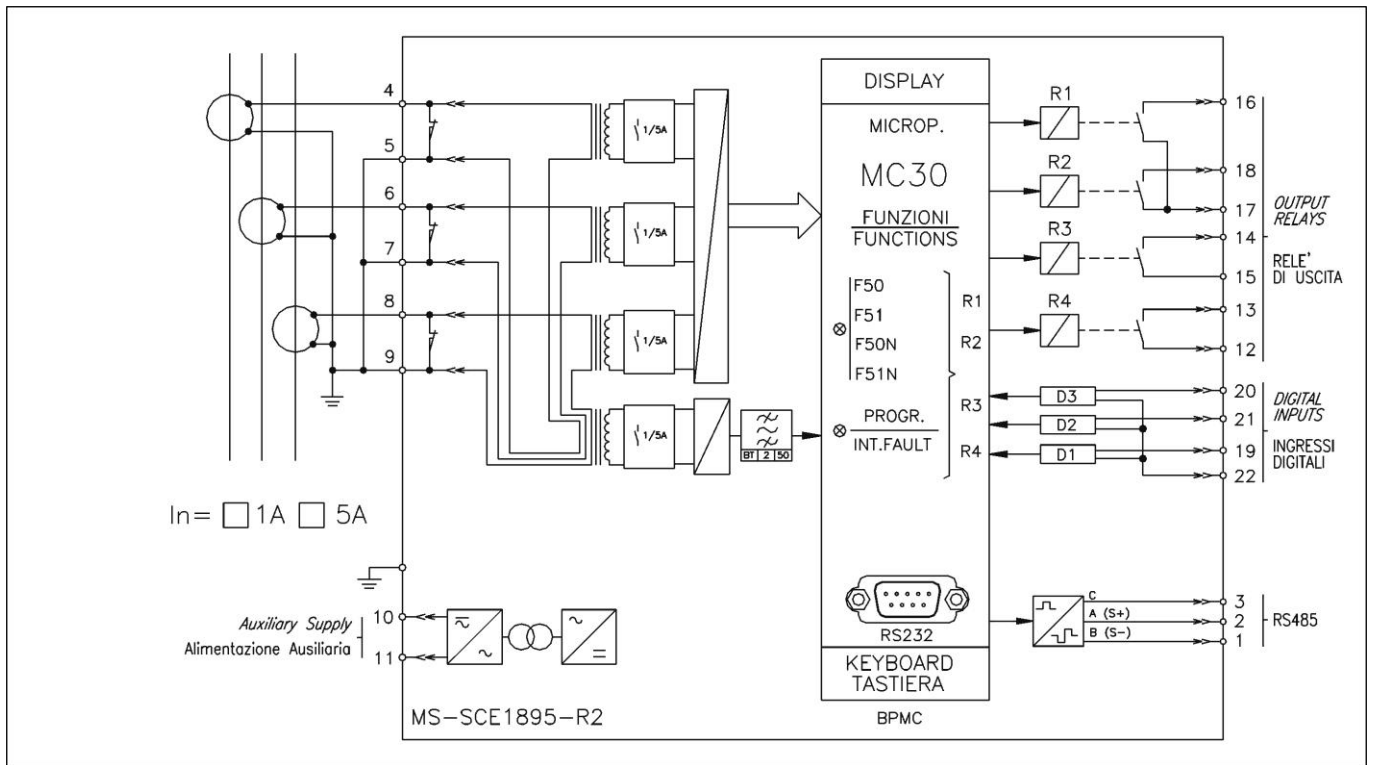 4
5
6
7
8
9
1/5A
1/5A
1/5A
1/5A
BT 2 50
In= 1A 5A
Auxiliary Supply
Alimentazione Ausiliaria
10
11
MS-SCE1895-R2
DISPLAY
MICROP.
MC30
FUNZIONI
FUNCTIONS
F50
F51
F50N
F51N
PROGR.
INT.FAULT
R1
R2
R3
R4
RS232
KEYBOARD
TASTIERA
BPMC
R1
R2
R3
R4
D3
D2
D1
C
A (S+)
B (S-)
16
18
17
14
15
13
12
OUTPUT
RELAYS
RELE'
DI USCITA
20
21
19
22
DIGITAL
INPUTS
INGRESSI
DIGITALI
3
2
1
RS485